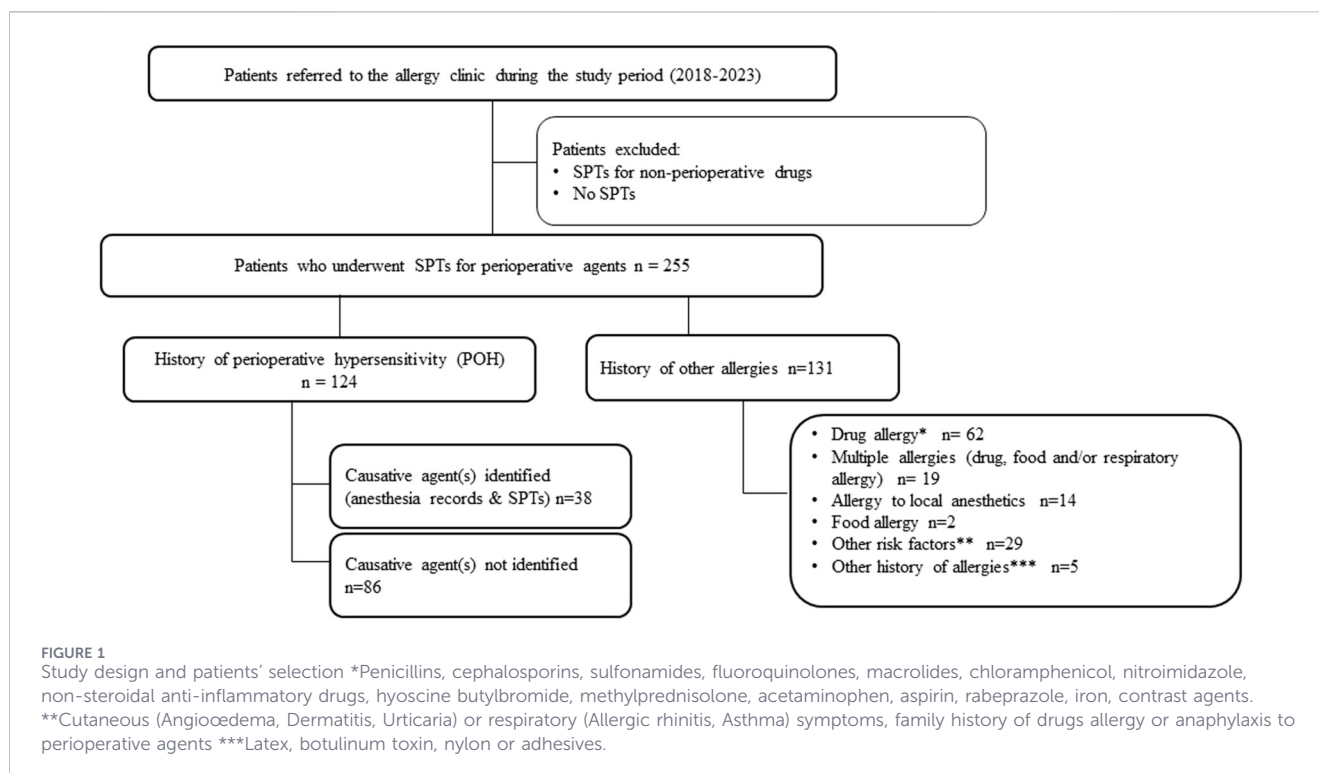 Patients referred to the allergy clinic during the study period (2018-2023)
Patients excluded:
• SPTs for non-perioperative drugs
• No SPTs
Patients who underwent SPTs for perioperative agents n = 255
History of perioperative hypersensitivity (POH)
n = 124
History of other allergies n=131
Causative agent(s) identified
(anesthesia records & SPTs) n=38
Causative agent(s) not identified
n=86
• Drug allergy* n= 62
• Multiple allergies (drug, food and/or respiratory
allergy) n= 19
• Allergy to local anesthetics n=14
• Food allergy n=2
• Other risk factors** n=29
• Other history of allergies*** n=5
FIGURE 1
Study design and patients' selection *Penicillins, cephalosporins, sulfonamides, fluoroquinolones, macrolides, chloramphenicol, nitroimidazole,
non-steroidal anti-inflammatory drugs, hyoscine butylbromide, methylprednisolone, acetaminophen, aspirin, rabeprazole, iron, contrast agents.
**Cutaneous (Angioœdema, Dermatitis, Urticaria) or respiratory (Allergic rhinitis, Asthma) symptoms, family history of drugs allergy or anaphylaxis to
perioperative agents ***Latex, botulinum toxin, nylon or adhesives.